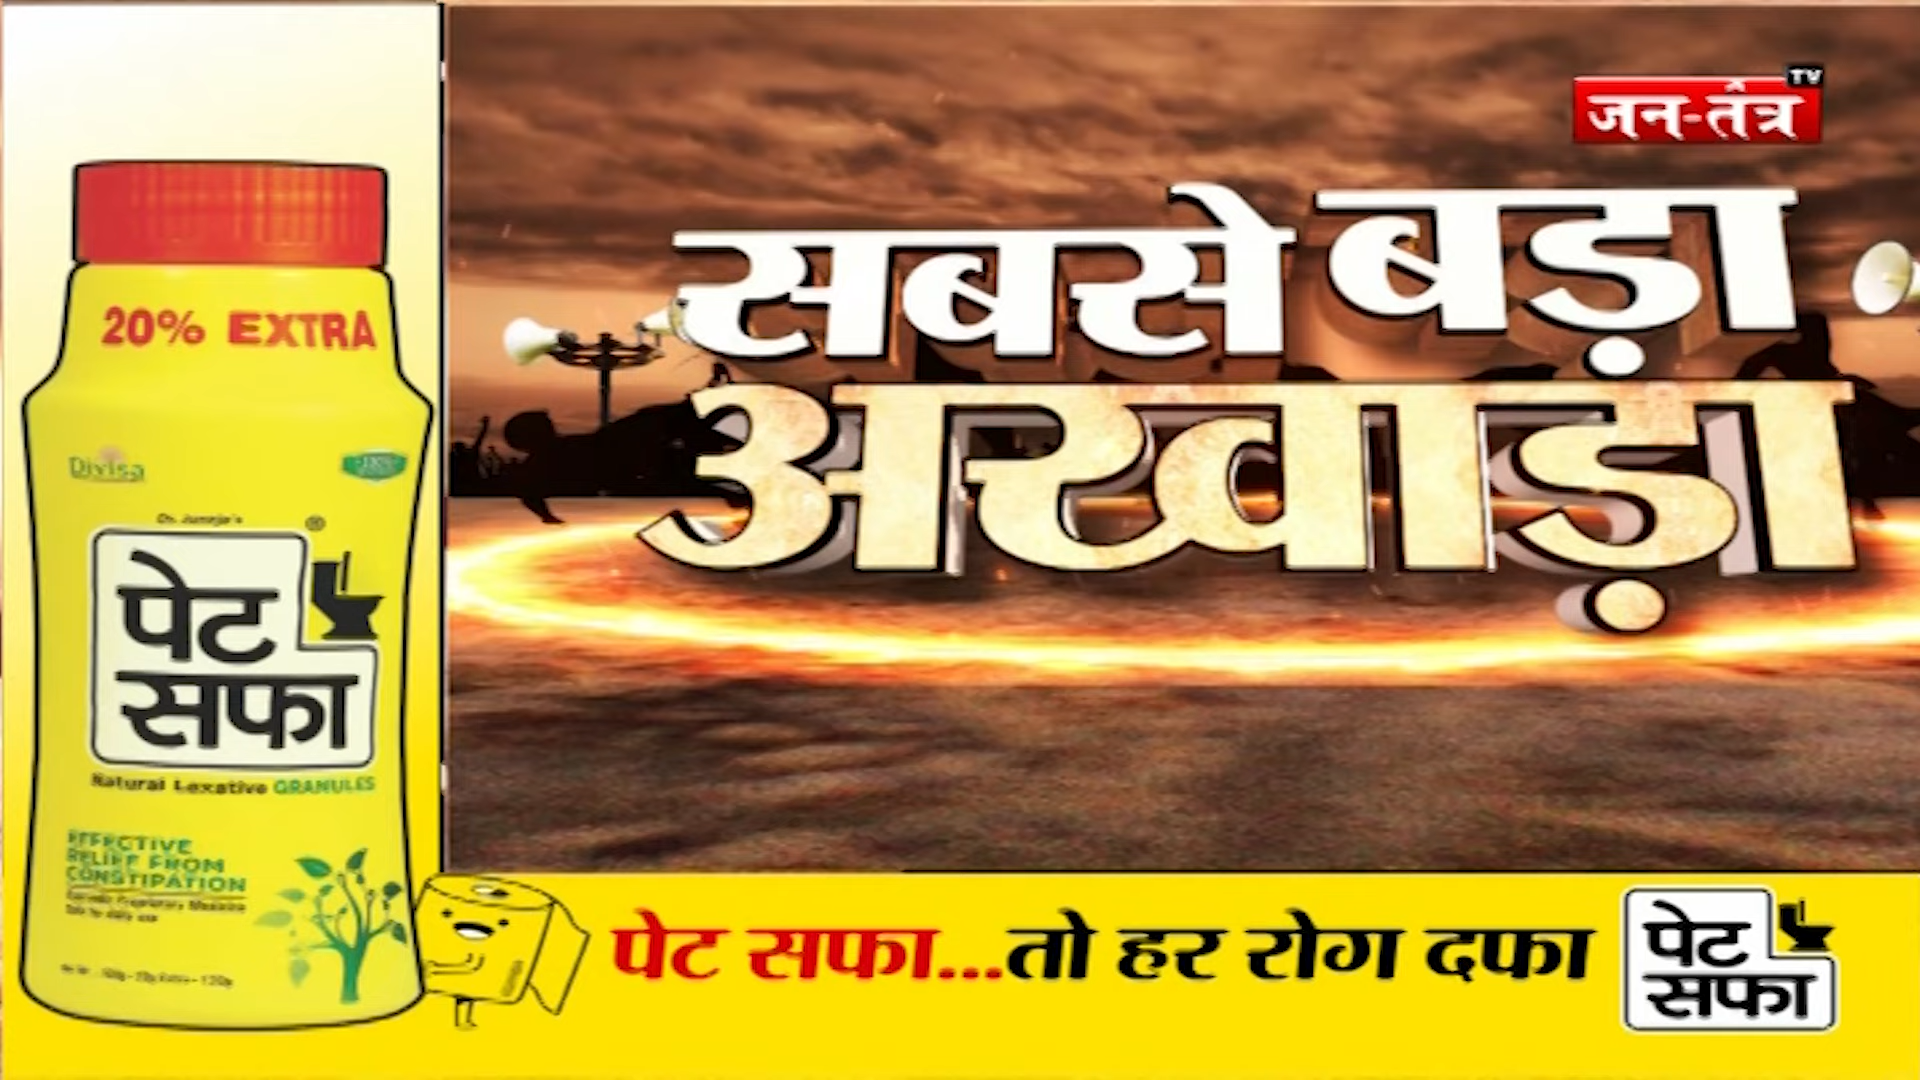 TV
जन-तंत्र
सबसे बड़ा
अखाड़ा
20% EXTRA
Divisa
Dr. Juneja's
®
पेट
सफा
Natural Laxative GRANULES
EFFECTIVE
RELIEF FROM
CONSTIPATION
पेट सफा...तो हर रोग दफा
पेट
सफा